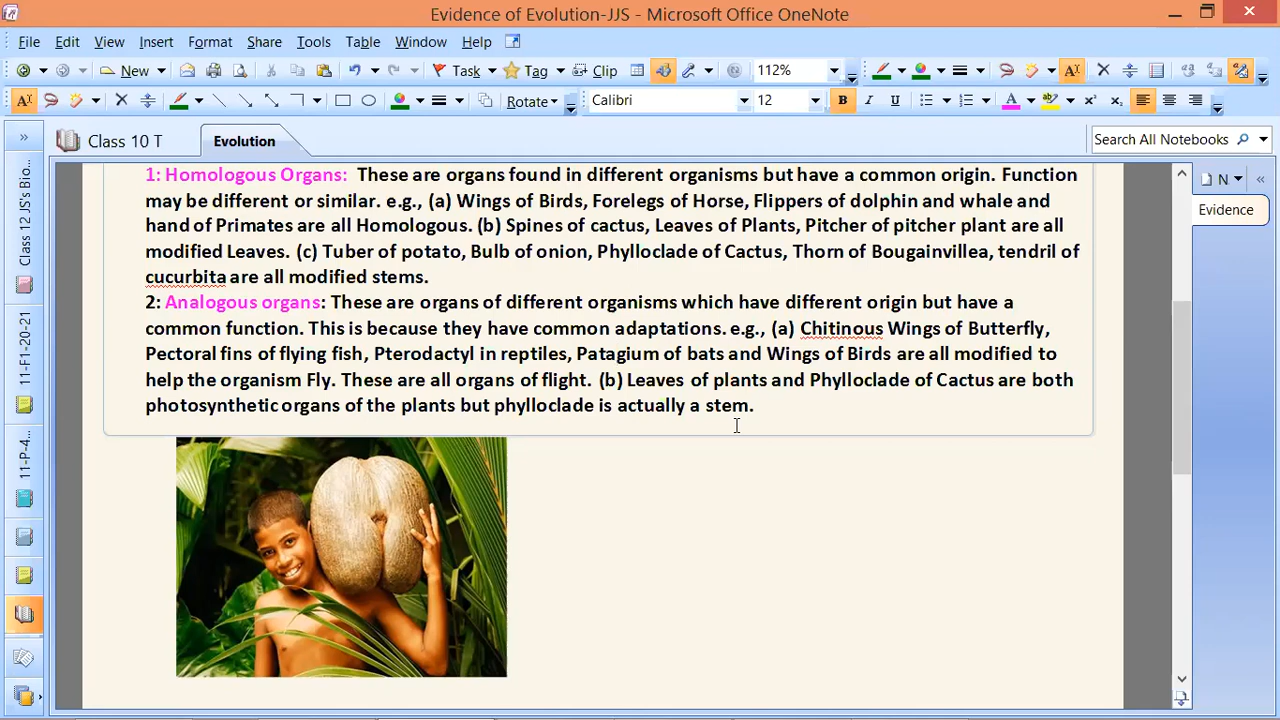 Evidence of Evolution-JJS - Microsoft Office OneNote
File Edit View Insert Format Share Tools Table Window Help
New Task Tag Clip 112%
Rotate Calibri 12 B I U
Class 10 T Evolution Search All Notebooks
1: Homologous Organs: These are organs found in different organisms but have a common origin. Function
may be different or similar. e.g., (a) Wings of Birds, Forelegs of Horse, Flippers of dolphin and whale and
hand of Primates are all Homologous. (b) Spines of cactus, Leaves of Plants, Pitcher of pitcher plant are all
modified Leaves. (c) Tuber of potato, Bulb of onion, Phylloclade of Cactus, Thorn of Bougainvillea, tendril of
cucurbita are all modified stems.
2: Analogous organs: These are organs of different organisms which have different origin but have a
common function. This is because they have common adaptations. e.g., (a) Chitinous Wings of Butterfly,
Pectoral fins of flying fish, Pterodactyl in reptiles, Patagium of bats and Wings of Birds are all modified to
help the organism Fly. These are all organs of flight. (b) Leaves of plants and Phylloclade of Cactus are both
photosynthetic organs of the plants but phylloclade is actually a stem.
N
Evidence
Class 12 JS's Bio...
11-F1-20-21
11-P-4...